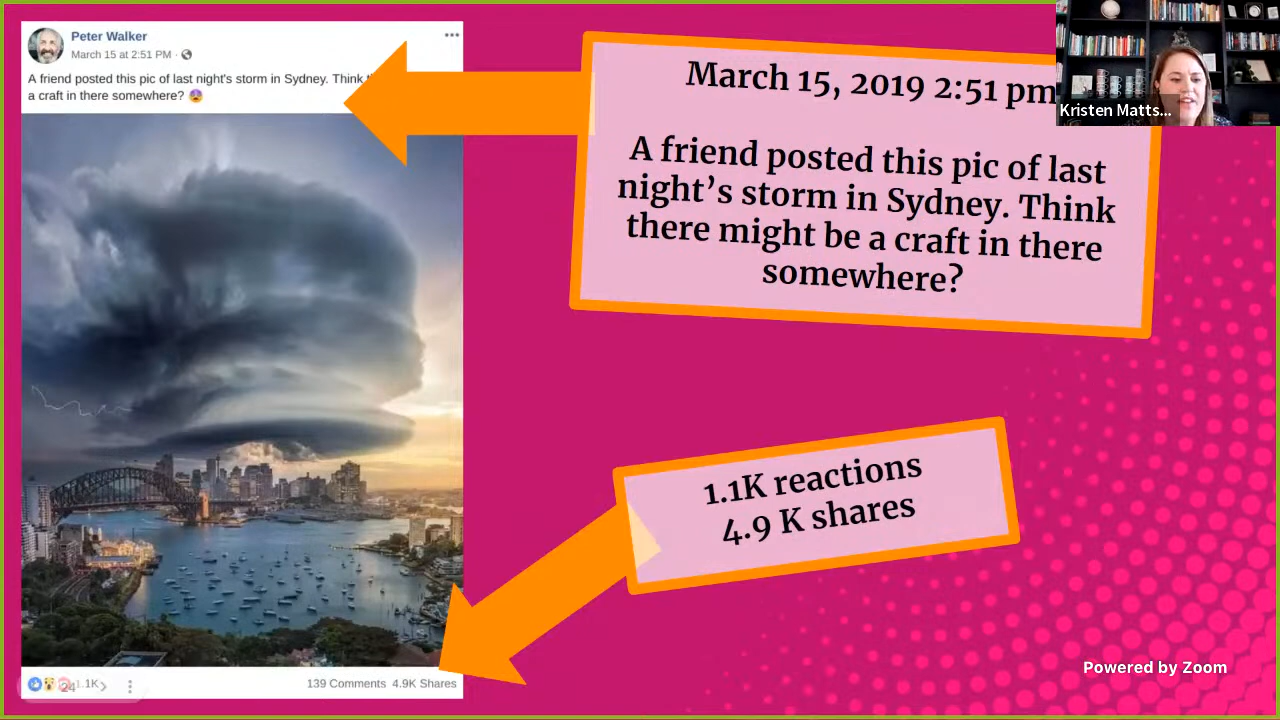 Peter Walker
March 15 at 2:51 PM ·
A friend posted this pic of last night's storm in Sydney. Think
a craft in there somewhere?
March 15, 2019 2:51 pm
A friend posted this pic of last
night’s storm in Sydney. Think
there might be a craft in there
somewhere?
Kristen Matts...
1.1K reactions
4.9 K shares
24
1.1K
139 Comments 4.9K Shares
Powered by Zoom